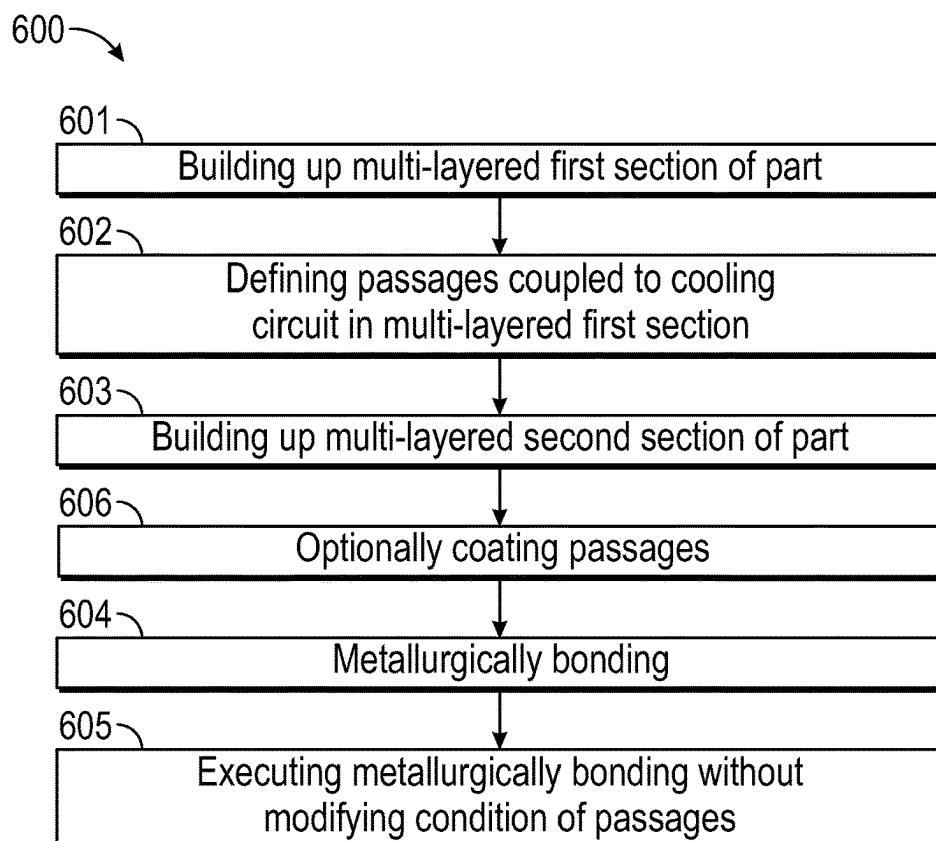 600
601
Building up multi-layered first section of part
602
Defining passages coupled to cooling
circuit in multi-layered first section
603
Building up multi-layered second section of part
606
Optionally coating passages
604
Metallurgically bonding
605
Executing metallurgically bonding without
modifying condition of passages